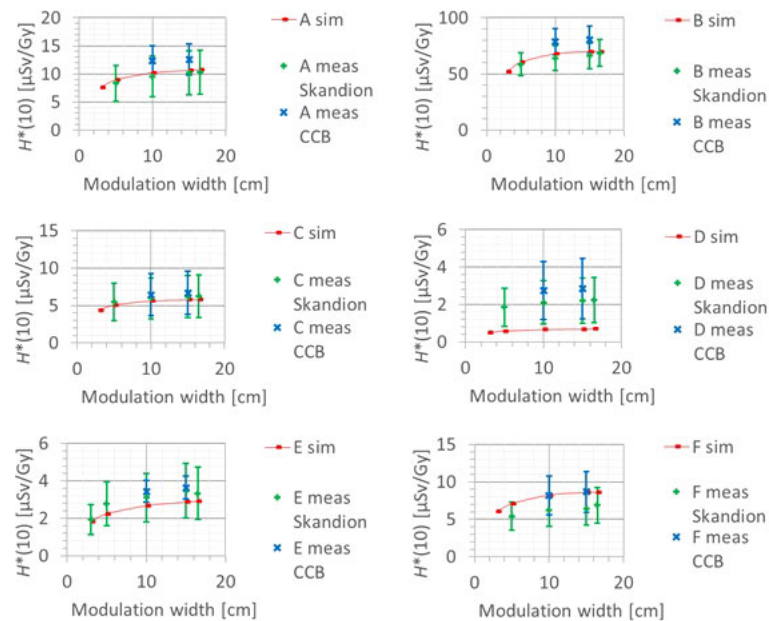 20
15
10
5
0
0 10 20
H*(10) [µSv/Gy]
Modulation width [cm]
A sim
A meas
Skandion
A meas
CCB
100
50
0
0 10 20
H*(10) [µSv/Gy]
Modulation width [cm]
B sim
B meas
Skandion
B meas
CCB
15
10
5
0
0 10 20
H*(10) [µSv/Gy]
Modulation width [cm]
C sim
C meas
Skandion
C meas
CCB
6
4
2
0
0 10 20
H*(10) [µSv/Gy]
Modulation width [cm]
D sim
D meas
Skandion
D meas
CCB
6
4
2
0
0 10 20
H*(10) [µSv/Gy]
Modulation width [cm]
E sim
E meas
Skandion
E meas
CCB
15
10
5
0
0 10 20
H*(10) [µSv/Gy]
Modulation width [cm]
F sim
F meas
Skandion
F meas
CCB